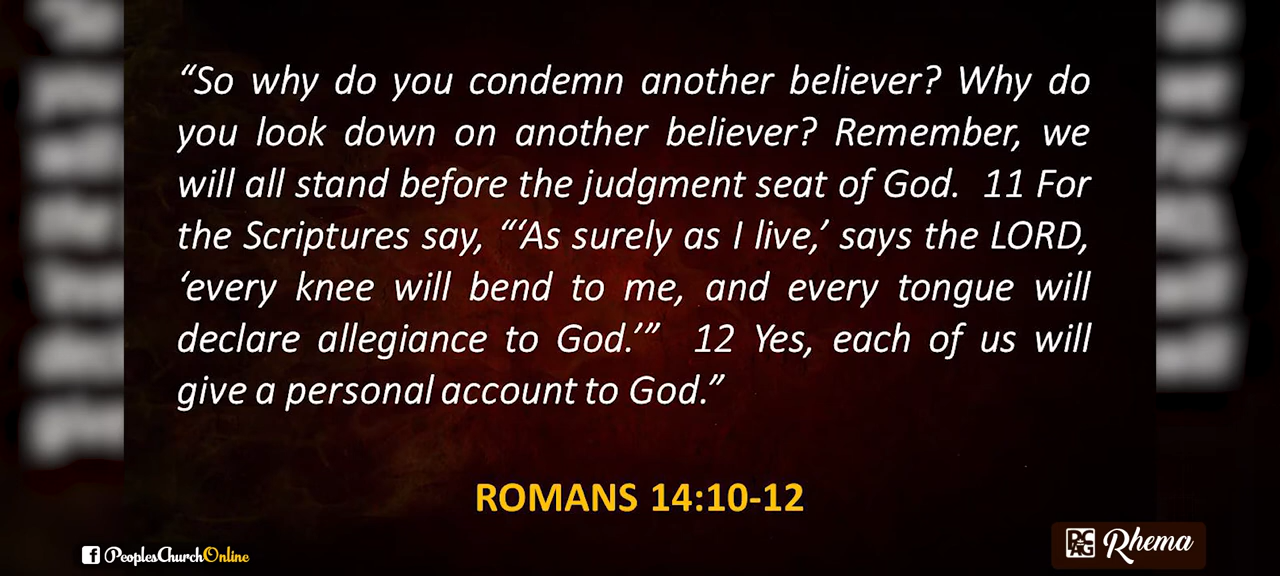 “So why do you condemn another believer? Why do
you look down on another believer? Remember, we
will all stand before the judgment seat of God.  11 For
the Scriptures say, “‘As surely as I live,’ says the LORD,
‘every knee will bend to me, and every tongue will
declare allegiance to God.’”  12 Yes, each of us will
give a personal account to God.”
ROMANS 14:10-12
PeoplesChurchOnline
PCAG Rhema